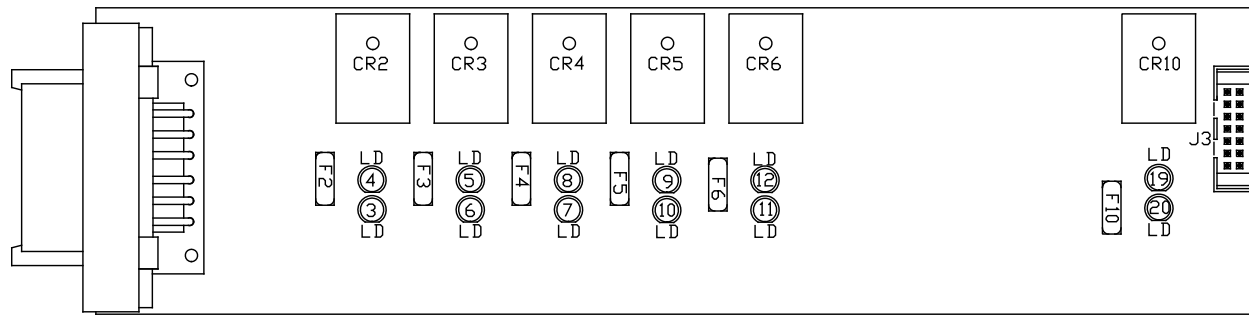 CR2 CR3 CR4 CR5 CR6 CR10
J3
LD LD LD LD LD LD
F2 4 F3 5 F4 8 F5 9 F6 12 F10 19
3 6 7 10 11 20
LD LD LD LD LD LD